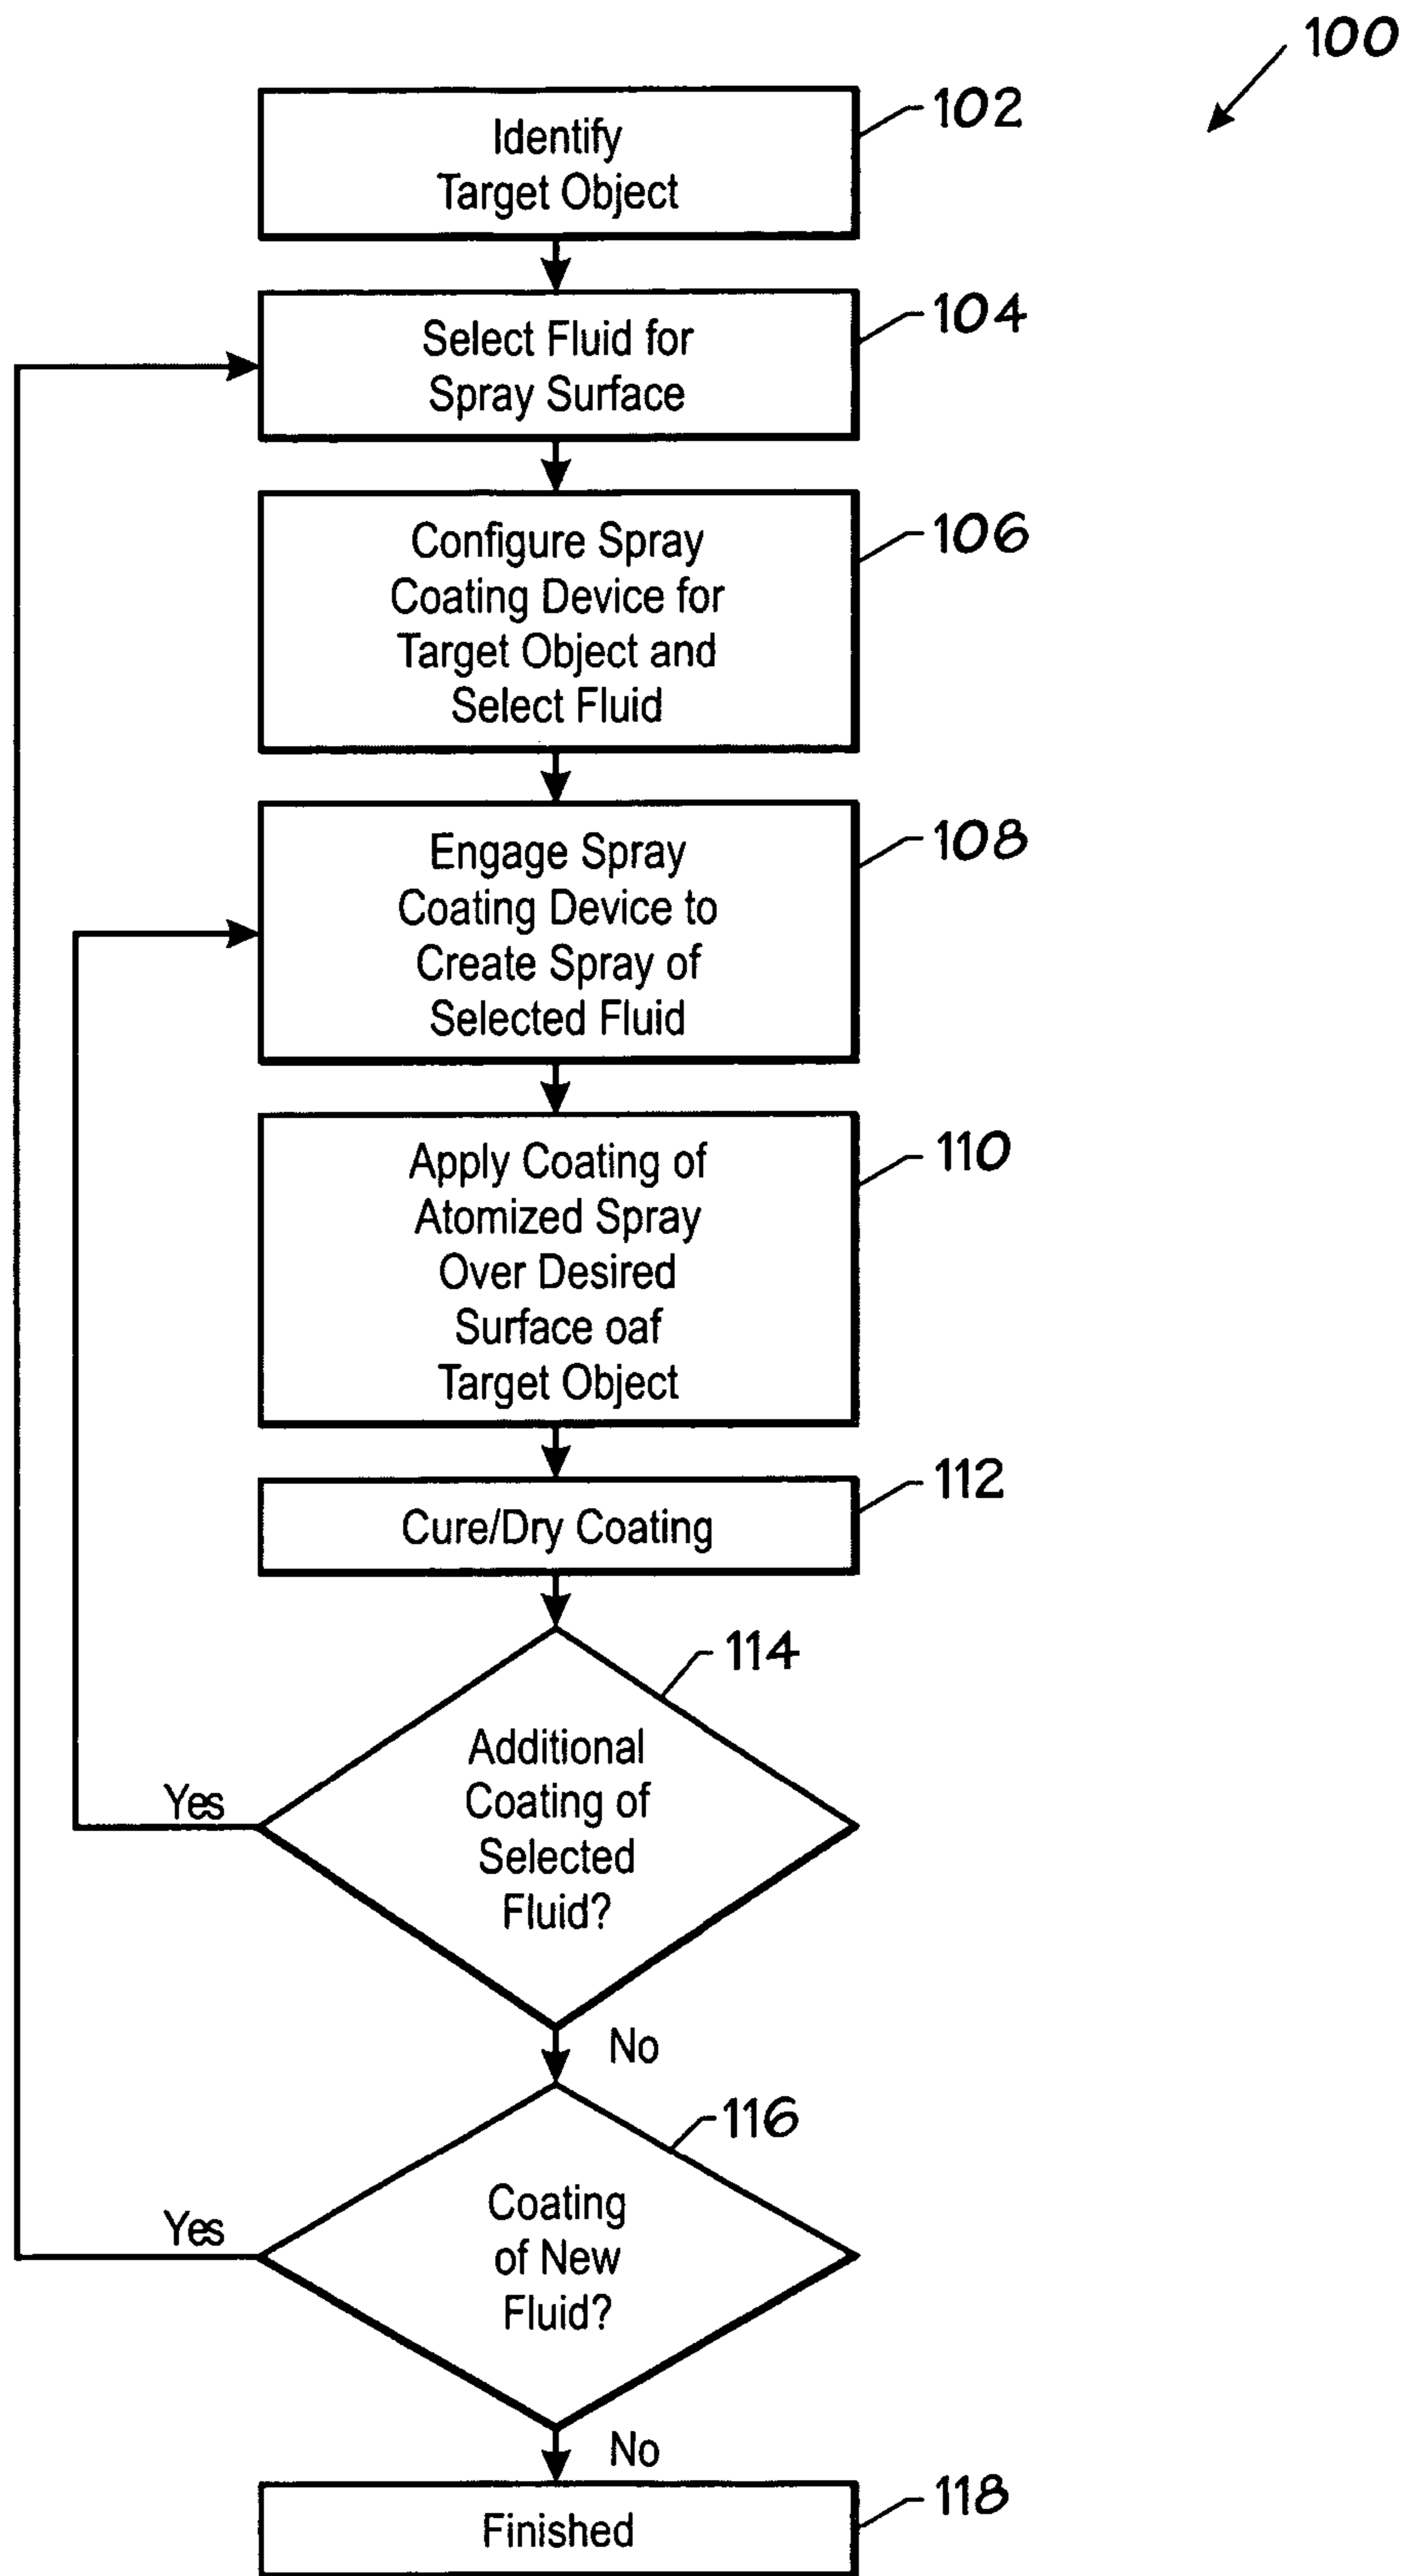 100
102
Identify
Target Object
104
Select Fluid for
Spray Surface
106
Configure Spray
Coating Device for
Target Object and
Select Fluid
108
Engage Spray
Coating Device to
Create Spray of
Selected Fluid
110
Apply Coating of
Atomized Spray
Over Desired
Surface oaf
Target Object
112
Cure/Dry Coating
114
Additional
Coating of
Selected
Fluid?
Yes
No
116
Coating
of New
Fluid?
Yes
No
118
Finished